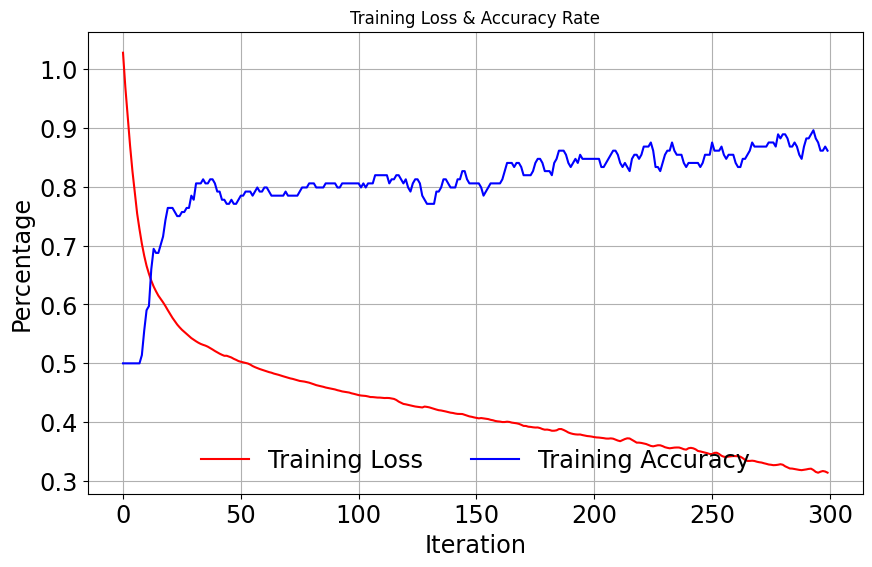 Training Loss & Accuracy Rate
1.0
0.9
0.8
0.7
0.6
0.5
0.4
0.3
Percentage
Training Loss Training Accuracy
0 50 100 150 200 250 300
Iteration